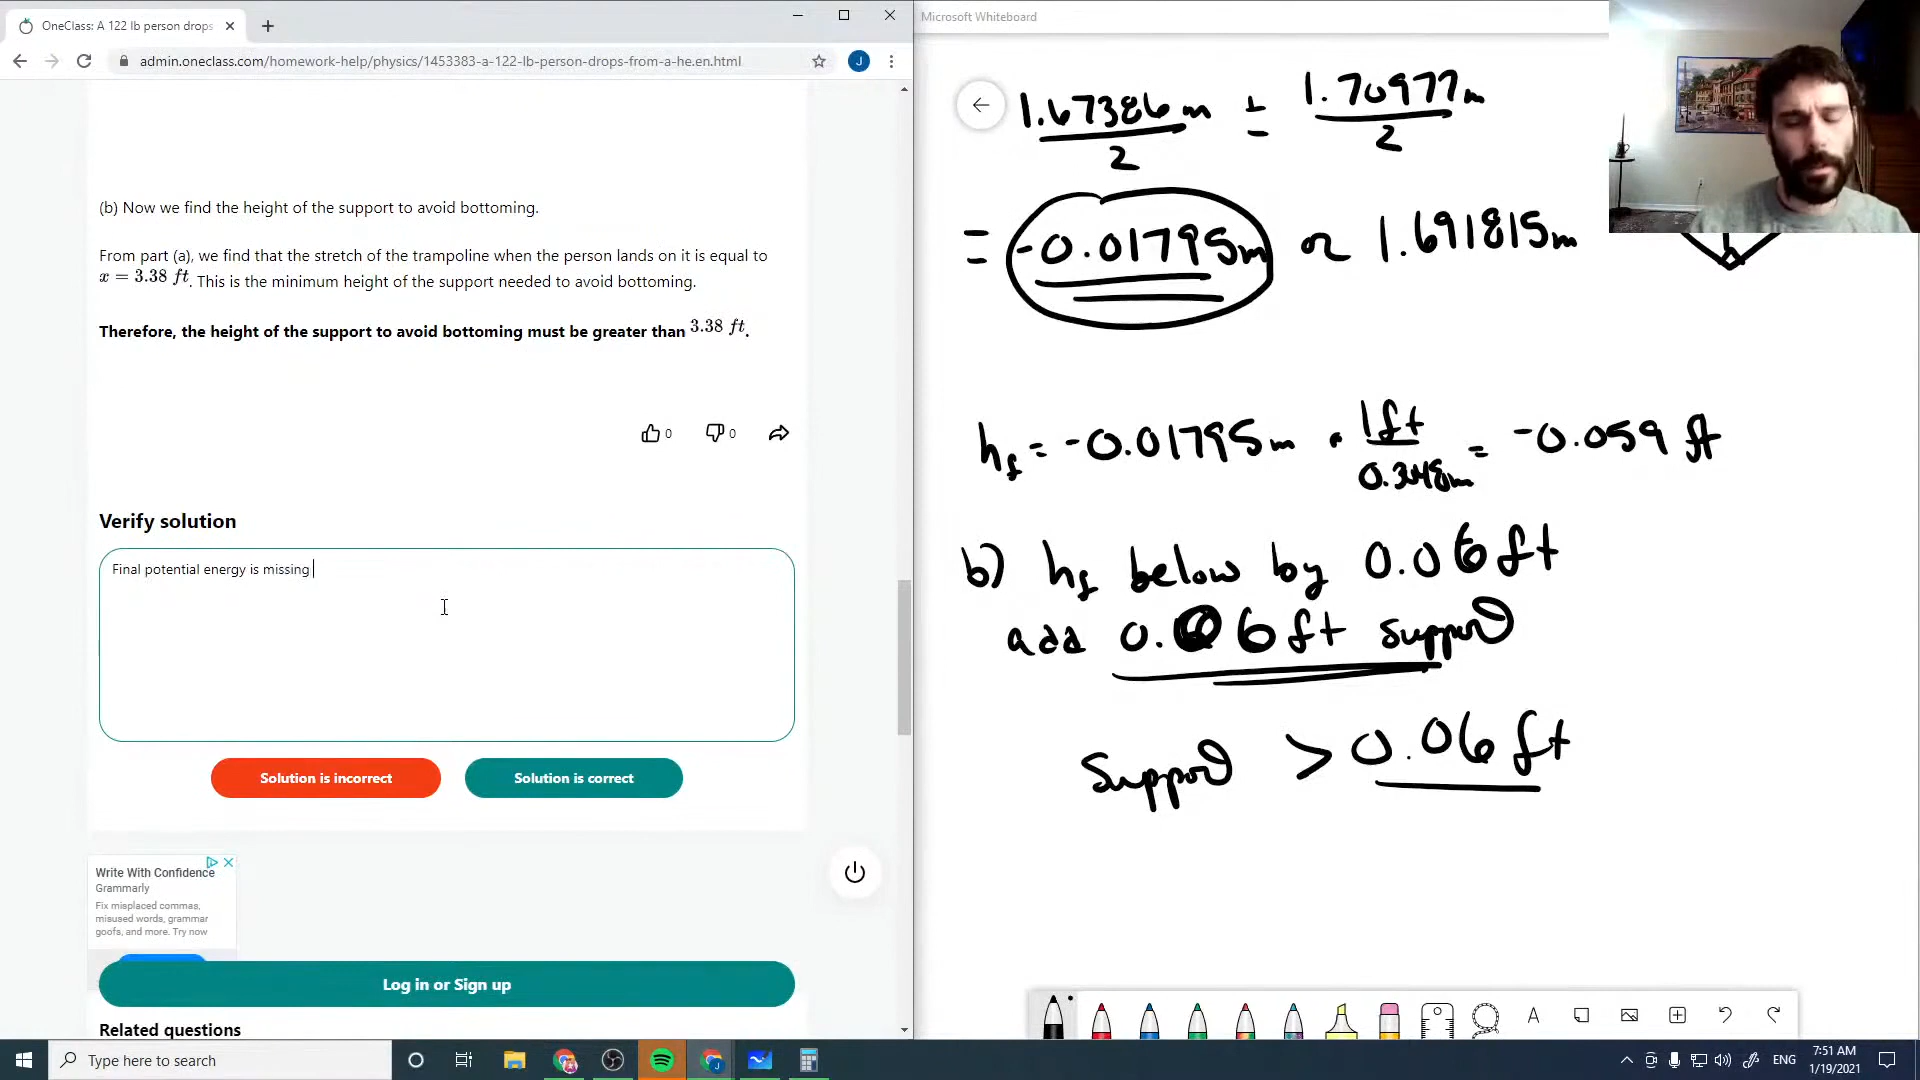 OneClass: A 122 lb person drops
admin.oneclass.com/homework-help/physics/1453383-a-122-lb-person-drops-from-a-he.en.html
J
(b) Now we find the height of the support to avoid bottoming.
From part (a), we find that the stretch of the trampoline when the person lands on it is equal to
x = 3.38 ft. This is the minimum height of the support needed to avoid bottoming.
Therefore, the height of the support to avoid bottoming must be greater than 3.38 ft.
0 0
Verify solution
Final potential energy is missing
Solution is incorrect Solution is correct
Write With Confidence
Grammarly
Fix misplaced commas,
misused words, grammar
goofs, and more. Try now
Log in or Sign up
Related questions
Microsoft Whiteboard
1.67386m/2 ± 1.70977m/2
= -0.01795m or 1.691815m
hf = -0.01795m · 1ft/0.3048m = -0.059 ft
b) hf below by 0.06ft
add 0.06ft support
Support > 0.06ft
A
Type here to search
J
ENG
7:51 AM
1/19/2021